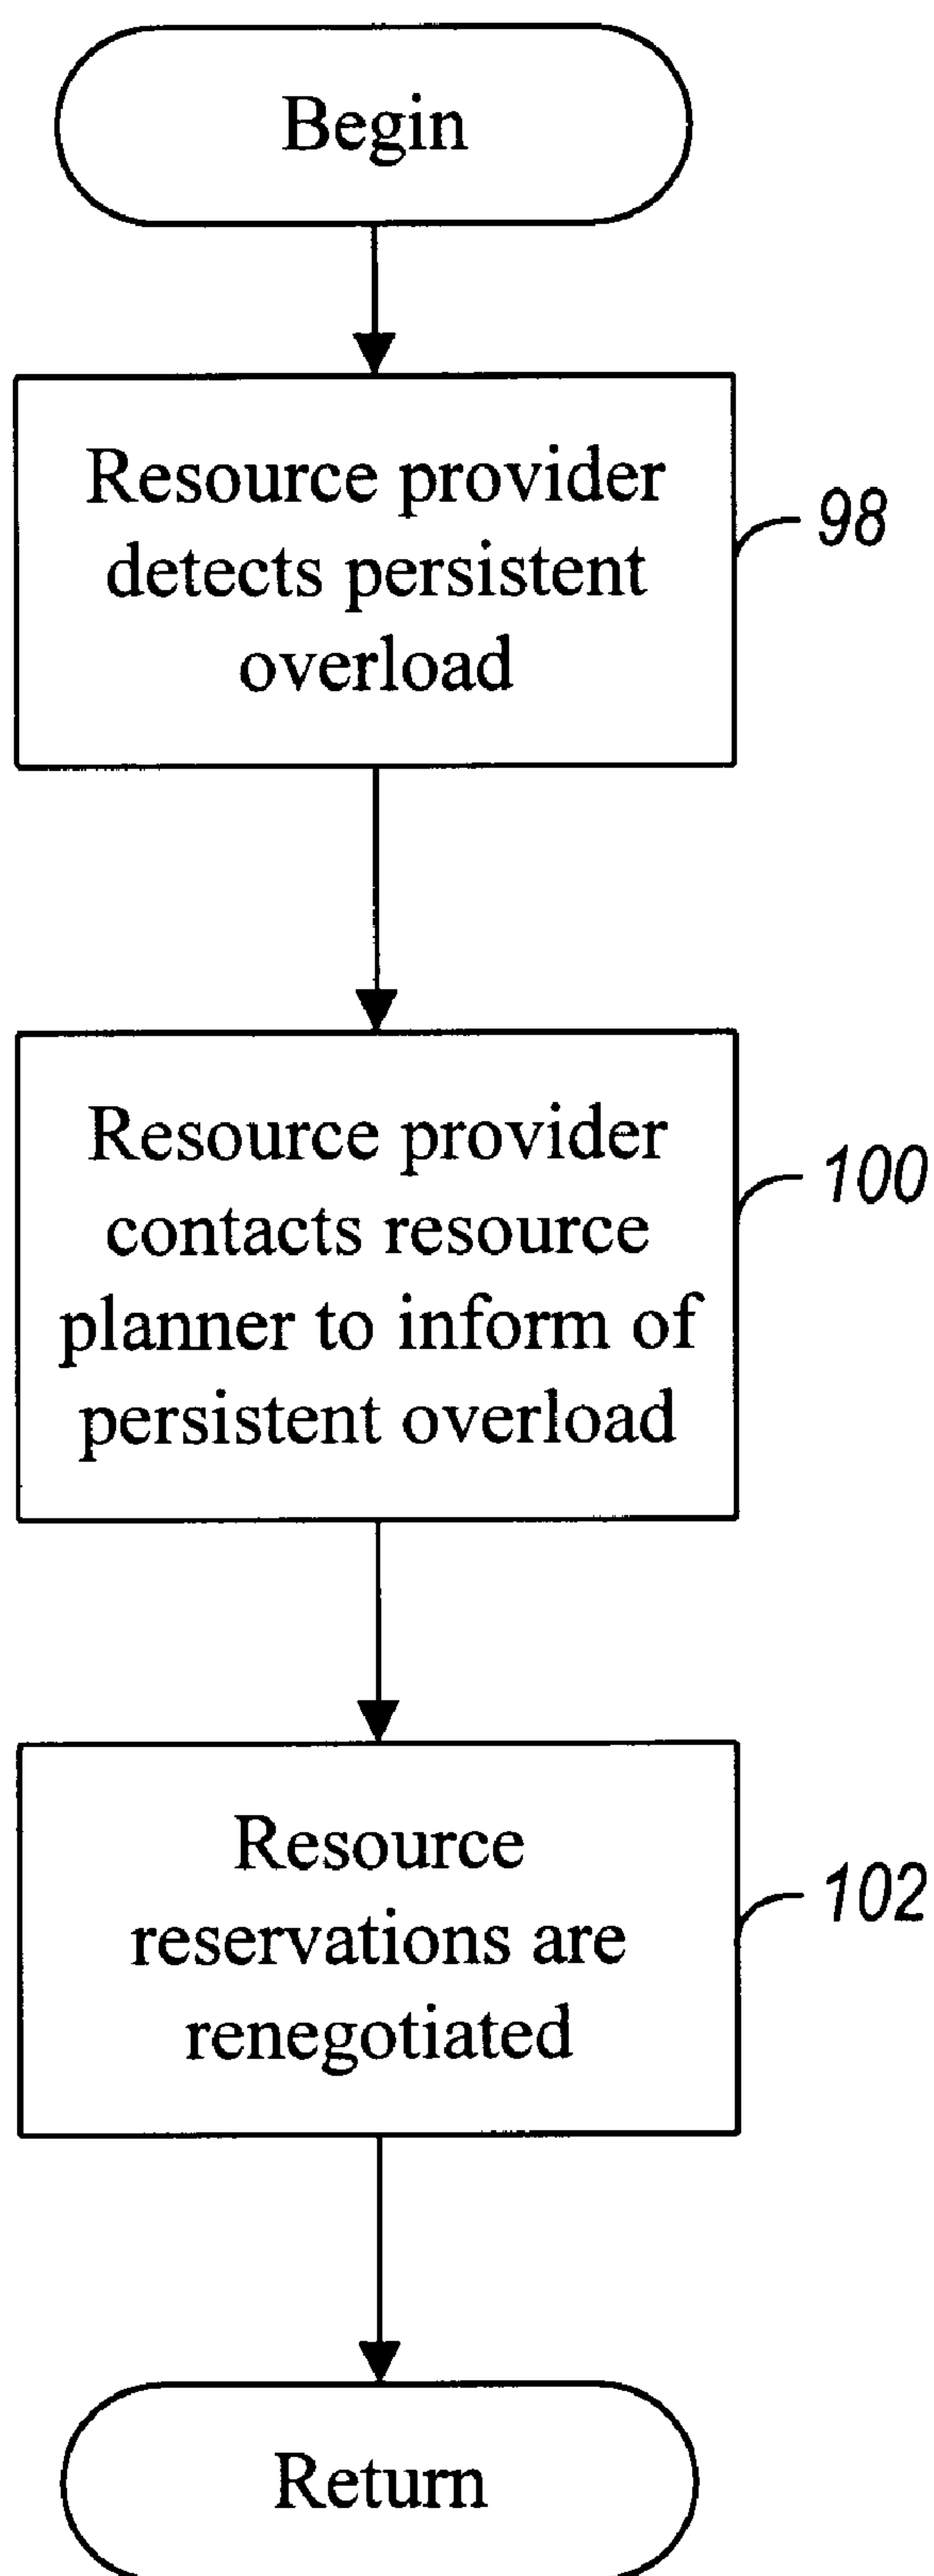 Begin
Resource provider
detects persistent
overload
98
Resource provider
contacts resource
planner to inform of
persistent overload
100
Resource
reservations are
renegotiated
102
Return